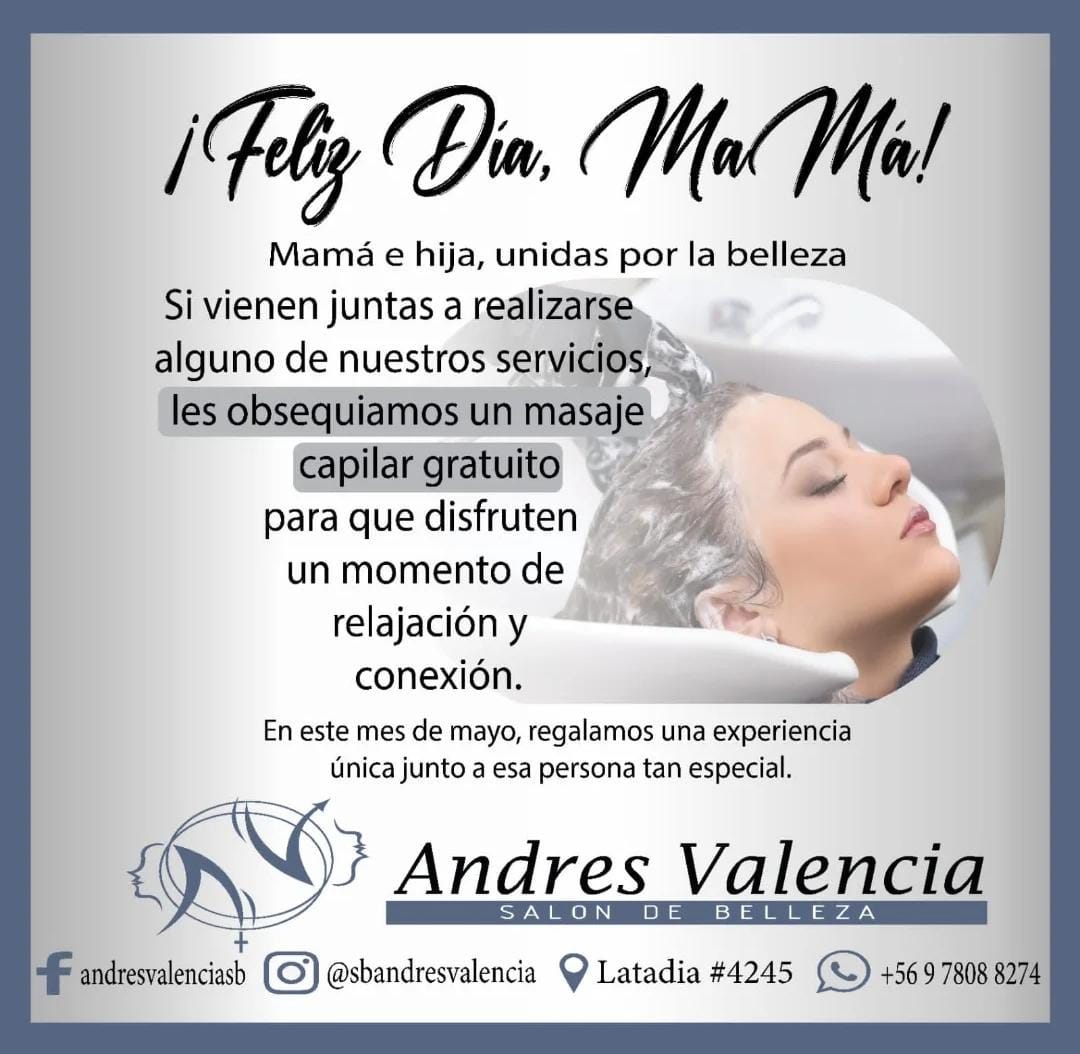 ¡Feliz Día, MaMá!
Mamá e hija, unidas por la belleza
Si vienen juntas a realizarse
alguno de nuestros servicios,
les obsequiamos un masaje
capilar gratuito
para que disfruten
un momento de
relajación y
conexión.
En este mes de mayo, regalamos una experiencia
única junto a esa persona tan especial.
AV
Andres Valencia
SALON DE BELLEZA
andresvalenciasb @sbandresvalencia Latadia #4245 +56 9 7808 8274